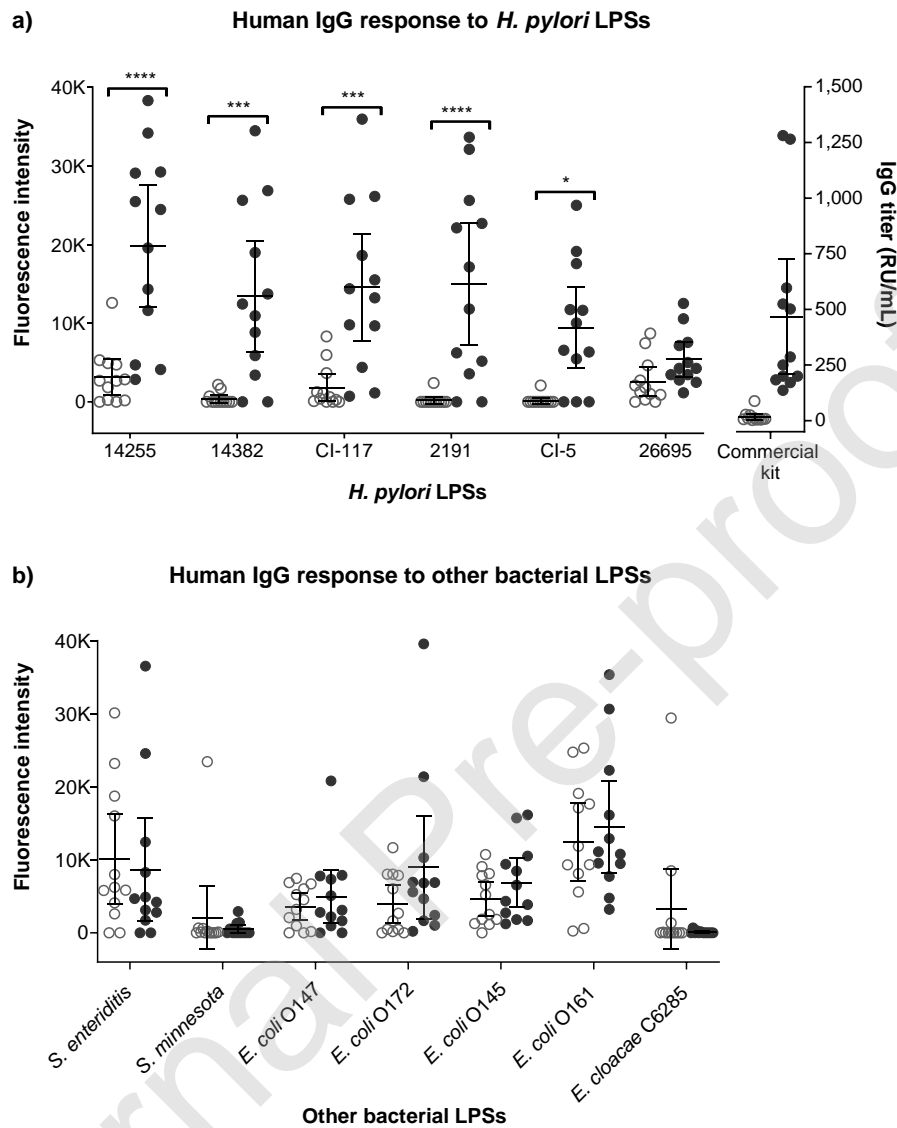 a)
Human IgG response to H. pylori LPSs
Fluorescence intensity
40K
30K
20K
10K
0
****
***
***
****
*
1,500
1,250
1,000
750
500
250
0
IgG titer (RU/mL)
14255
14382
CI-117
2191
CI-5
26695
Commercial
kit
H. pylori LPSs
b)
Human IgG response to other bacterial LPSs
Fluorescence intensity
40K
30K
20K
10K
0
S. enteriditis
S. minnesota
E. coli O147
E. coli O172
E. coli O145
E. coli O161
E. cloacae C6285
Other bacterial LPSs
rnal Pre-proo